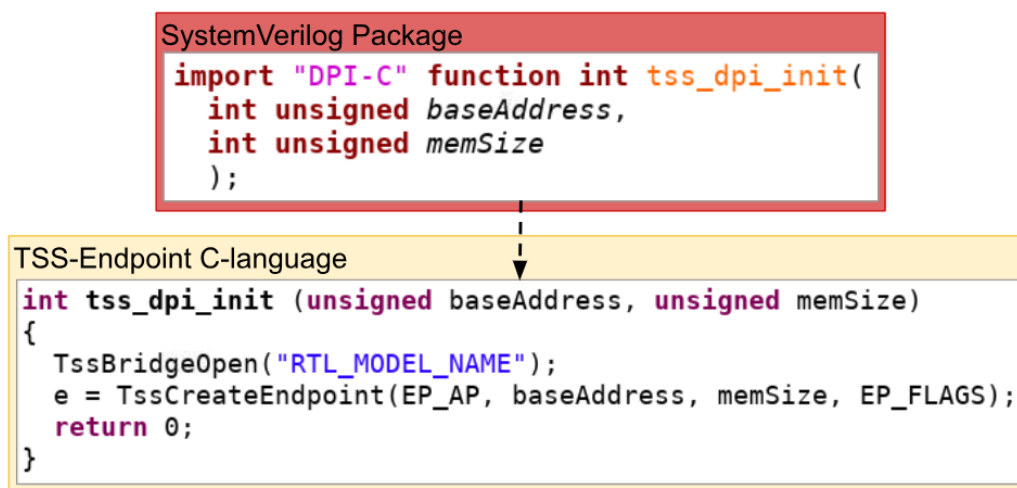 SystemVerilog Package
import "DPI-C" function int tss_dpi_init(
int unsigned baseAddress,
int unsigned memSize
);
TSS-Endpoint C-language
int tss_dpi_init (unsigned baseAddress, unsigned memSize)
{
TssBridgeOpen("RTL_MODEL_NAME");
e = TssCreateEndpoint(EP_AP, baseAddress, memSize, EP_FLAGS);
return 0;
}